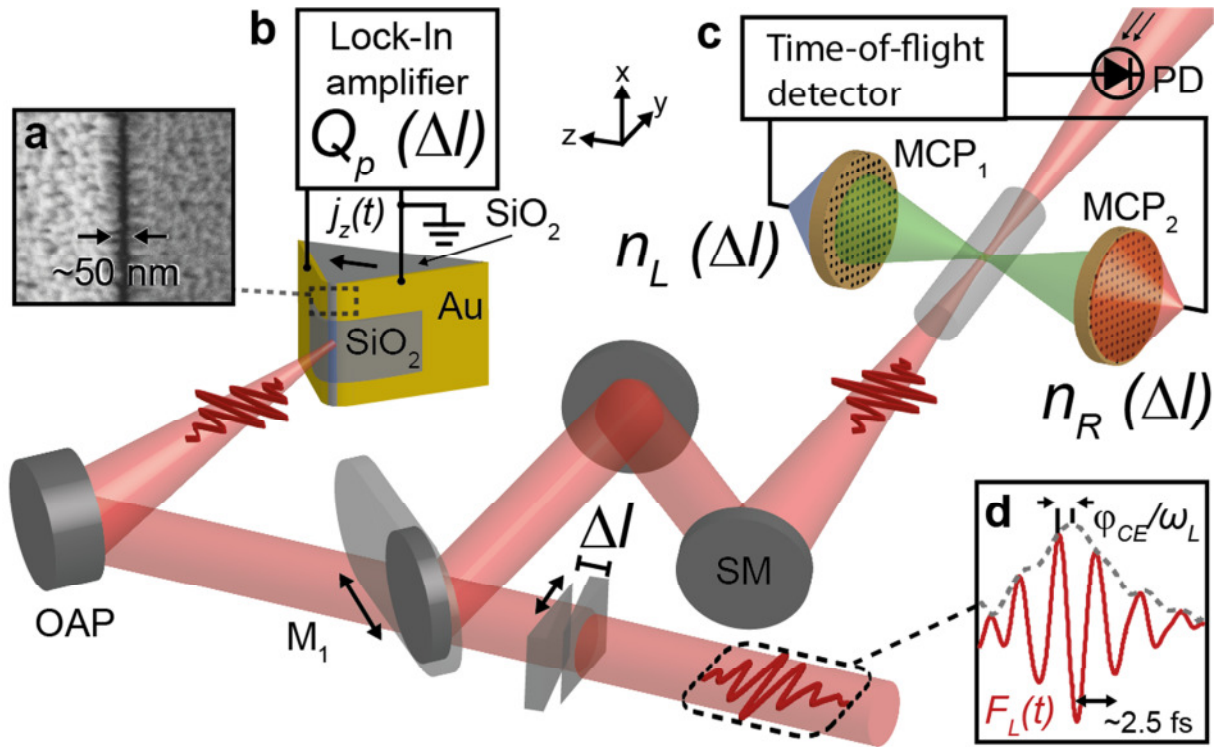 a
~50 nm
b
Lock-In
amplifier
Qₚ (Δl)
j_z(t)
SiO₂
Au
SiO₂
x
y
z
c
Time-of-flight
detector
PD
MCP₁
MCP₂
n_L (Δl)
n_R (Δl)
OAP
M₁
Δl
SM
d
φ_CE/ω_L
F_L(t)
~2.5 fs